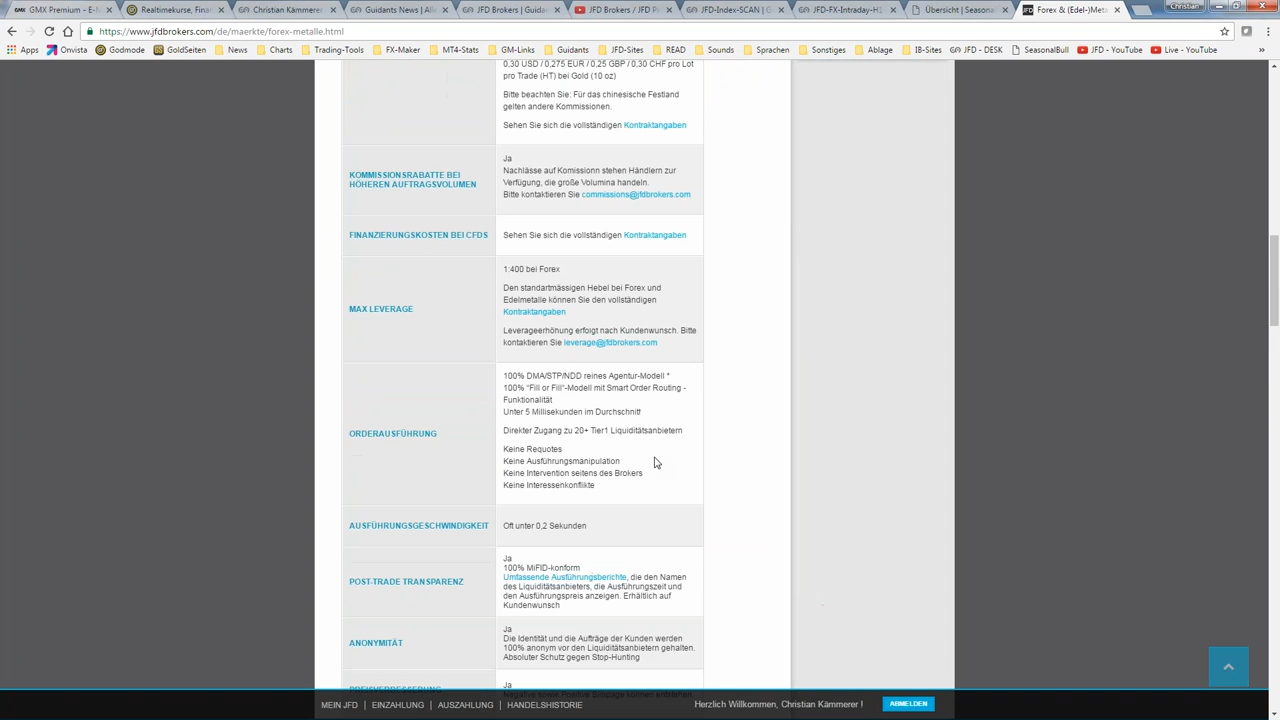 GMX Premium – E-M
Realtimekurse, Finan
Christian Kämmerer
Guidants News | Alle
JFD Brokers | Guida
JFD Brokers / JFD P
JFD-Index-SCAN | G
JFD-FX-Intraday-H1
Übersicht | Seasonal
Forex & (Edel-)Meta
Christian
https://www.jfdbrokers.com/de/maerkte/forex-metalle.html
Apps
Onvista
Godmode
GoldSeiten
News
Charts
Trading-Tools
FX-Maker
MT4-Stats
GM-Links
Guidants
JFD-Sites
READ
Sounds
Sprachen
Sonstiges
Ablage
IB-Sites
JFD - DESK
SeasonalBull
JFD - YouTube
Live - YouTube
0,30 USD / 0,275 EUR / 0,25 GBP / 0,30 CHF pro Lot
pro Trade (HT) bei Gold (10 oz)
Bitte beachten Sie: Für das chinesische Festland
gelten andere Kommissionen.
Sehen Sie sich die vollständigen Kontraktangaben
KOMMISSIONSRABATTE BEI
HÖHEREN AUFTRAGSVOLUMEN
Ja
Nachlässe auf Komissionn stehen Händlern zur
Verfügung, die große Volumina handeln.
Bitte kontaktieren Sie commissions@jfdbrokers.com
FINANZIERUNGSKOSTEN BEI CFDS
Sehen Sie sich die vollständigen Kontraktangaben
MAX LEVERAGE
1:400 bei Forex
Den standartmässigen Hebel bei Forex und
Edelmetalle können Sie den vollständigen
Kontraktangaben
Leverageerhöhung erfolgt nach Kundenwunsch. Bitte
kontaktieren Sie leverage@jfdbrokers.com
ORDERAUSFÜHRUNG
100% DMA/STP/NDD reines Agentur-Modell *
100% "Fill or Fill"-Modell mit Smart Order Routing -
Funktionalität
Unter 5 Millisekunden im Durchschnitt
Direkter Zugang zu 20+ Tier1 Liquiditätsanbietern
Keine Requotes
Keine Ausführungsmanipulation
Keine Intervention seitens des Brokers
Keine Interessenkonflikte
AUSFÜHRUNGSGESCHWINDIGKEIT
Oft unter 0,2 Sekunden
POST-TRADE TRANSPARENZ
Ja
100% MiFID-konform
Umfassende Ausführungsberichte, die den Namen
des Liquiditätsanbieters, die Ausführungszeit und
den Ausführungspreis anzeigen. Erhältlich auf
Kundenwunsch
ANONYMITÄT
Ja
Die Identität und die Aufträge der Kunden werden
100% anonym vor den Liquiditätsanbietern gehalten.
Absoluter Schutz gegen Stop-Hunting
PREISVERBESSERUNG
Ja
Negative sowie Positive Slippage können entstehen
MEIN JFD | EINZAHLUNG | AUSZAHLUNG | HANDELSHISTORIE
Herzlich Willkommen, Christian Kämmerer !
ABMELDEN